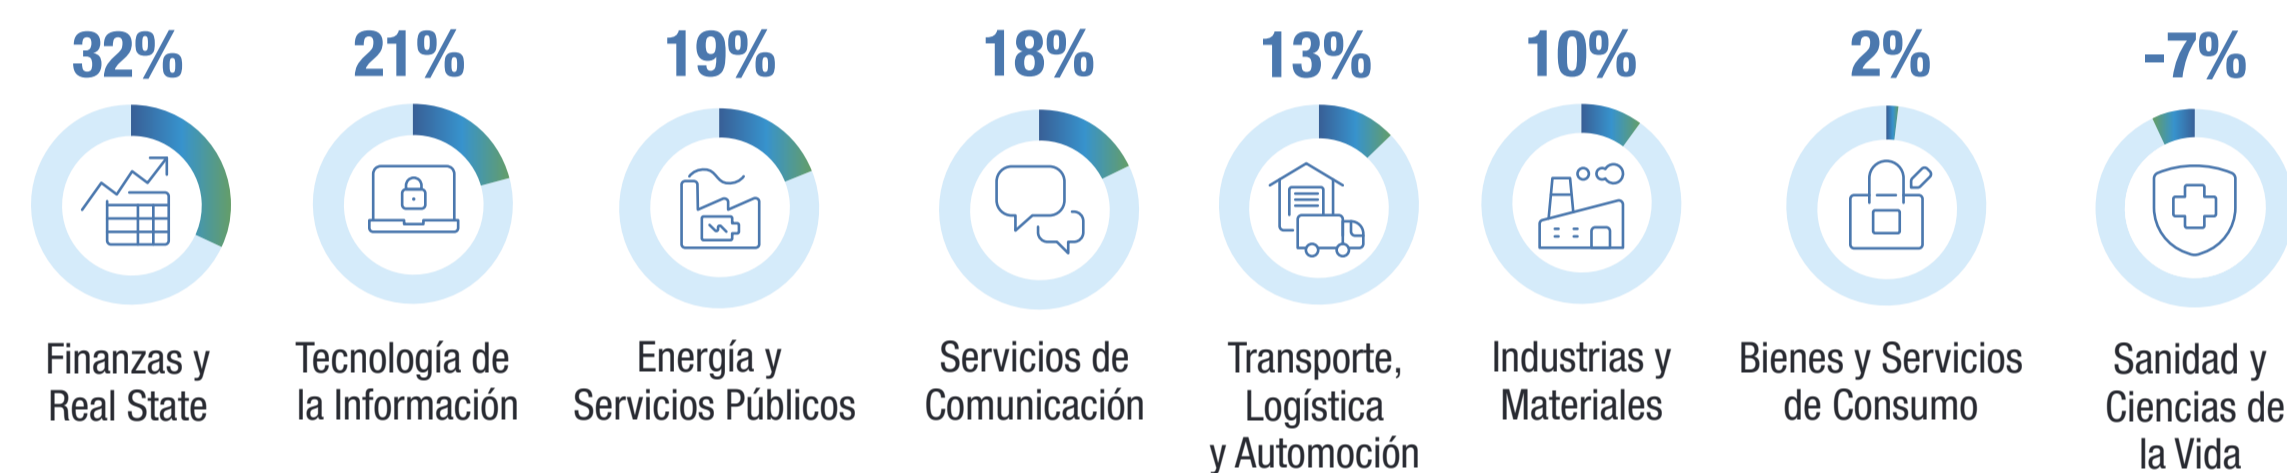 32%
Finanzas y
Real State
21%
Tecnología de
la Información
19%
Energía y
Servicios Públicos
18%
Servicios de
Comunicación
13%
Transporte,
Logística
y Automoción
10%
Industrias y
Materiales
2%
Bienes y Servicios
de Consumo
-7%
Sanidad y
Ciencias de
la Vida